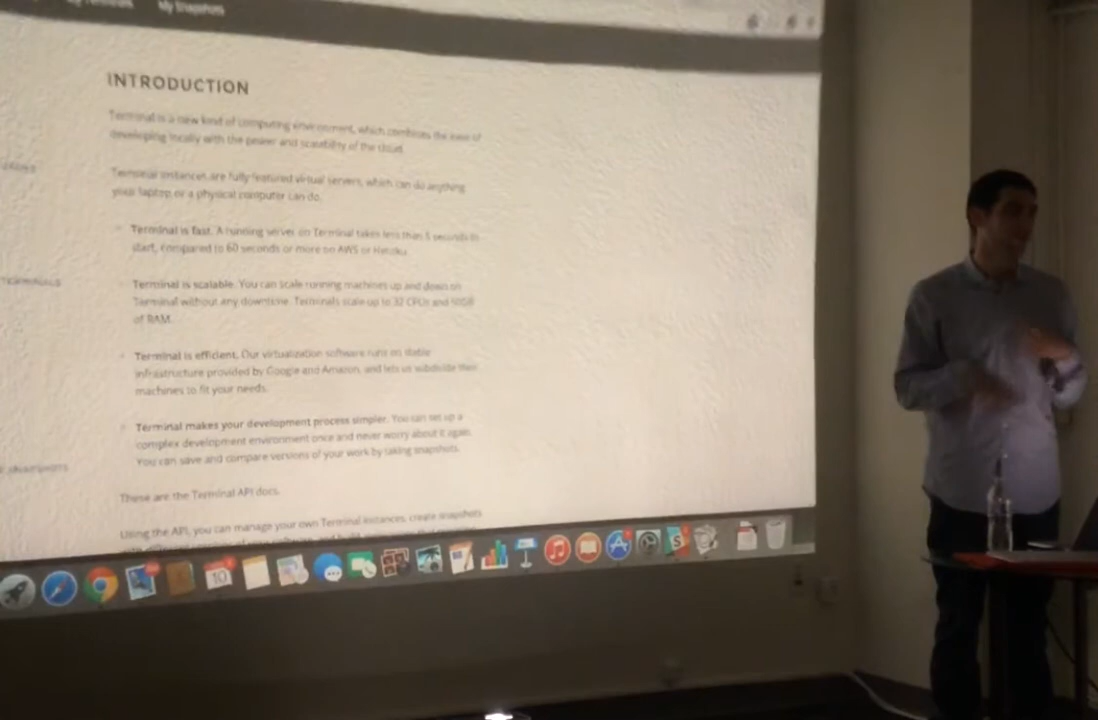 My Terminals My Snapshots
INTRODUCTION
Terminal is a new kind of computing environment, which combines the ease of
developing locally with the power and scalability of the cloud.
Terminal instances are fully featured virtual servers, which can do anything
your laptop or a physical computer can do.
Terminal is fast. A running server on Terminal takes less than 5 seconds to
start, compared to 60 seconds or more on AWS or Heroku.
TERMINALS
Terminal is scalable. You can scale running machines up and down on
Terminal without any downtime. Terminals scale up to 32 CPUs and
of RAM.
Terminal is efficient. Our virtualization software runs on stable
infrastructure provided by Google and Amazon, and lets us subdivide their
machines to fit your needs.
Terminal makes your development process simpler. You can set up a
complex development environment once and never worry about it again.
You can save and compare versions of your work by taking snapshots.
SNAPSHOTS
These are the Terminal API docs.
Using the API, you can manage your own Terminal instances, create snapshots
10